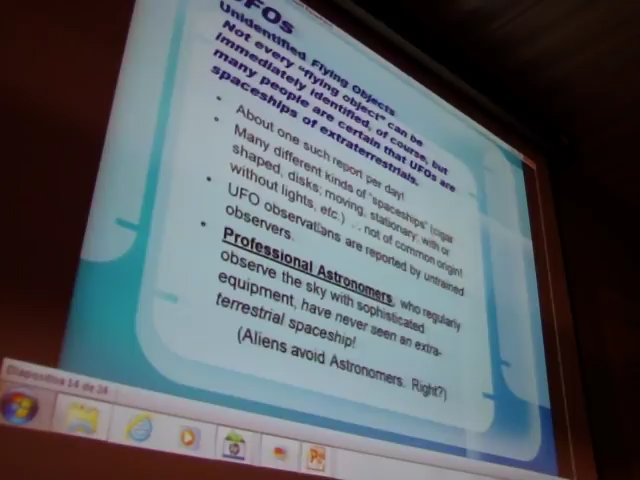 UFOs
Unidentified Flying Objects
Not every "flying object" can be
immediately identified, of course, but
many people are certain that UFOs are
spaceships of extraterrestrials.
• About one such report per day!
• Many different kinds of "spaceships" (cigar
shaped, disks; moving, stationary; with or
without lights, etc.) ∴ not of common origin!
• UFO observations are reported by untrained
observers.
• Professional Astronomers, who regularly
observe the sky with sophisticated
equipment, have never seen an extra-
terrestrial spaceship!
(Aliens avoid Astronomers. Right?)
Diapositiva 14 de 24